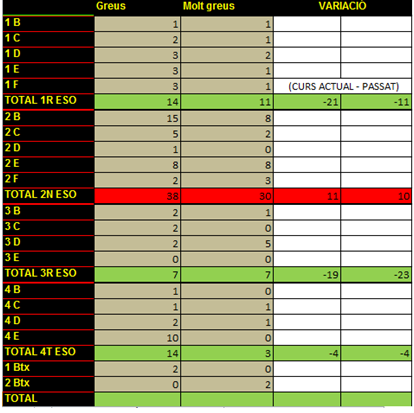 Greus Molt greus VARIACIÓ
1 B 1 1
1 C 2 1
1 D 3 2
1 E 3 1
1 F 3 1 (CURS ACTUAL - PASSAT)
TOTAL 1R ESO 14 11 -21 -11
2 B 15 8
2 C 5 2
2 D 1 0
2 E 8 8
2 F 2 3
TOTAL 2N ESO 38 30 11 10
3 B 2 1
3 C 2 0
3 D 2 5
3 E 0 0
TOTAL 3R ESO 7 7 -19 -23
4 B 1 0
4 C 1 1
4 D 2 1
4 E 10 0
TOTAL 4T ESO 14 3 -4 -4
1 Btx 2 0
2 Btx 0 2
TOTAL